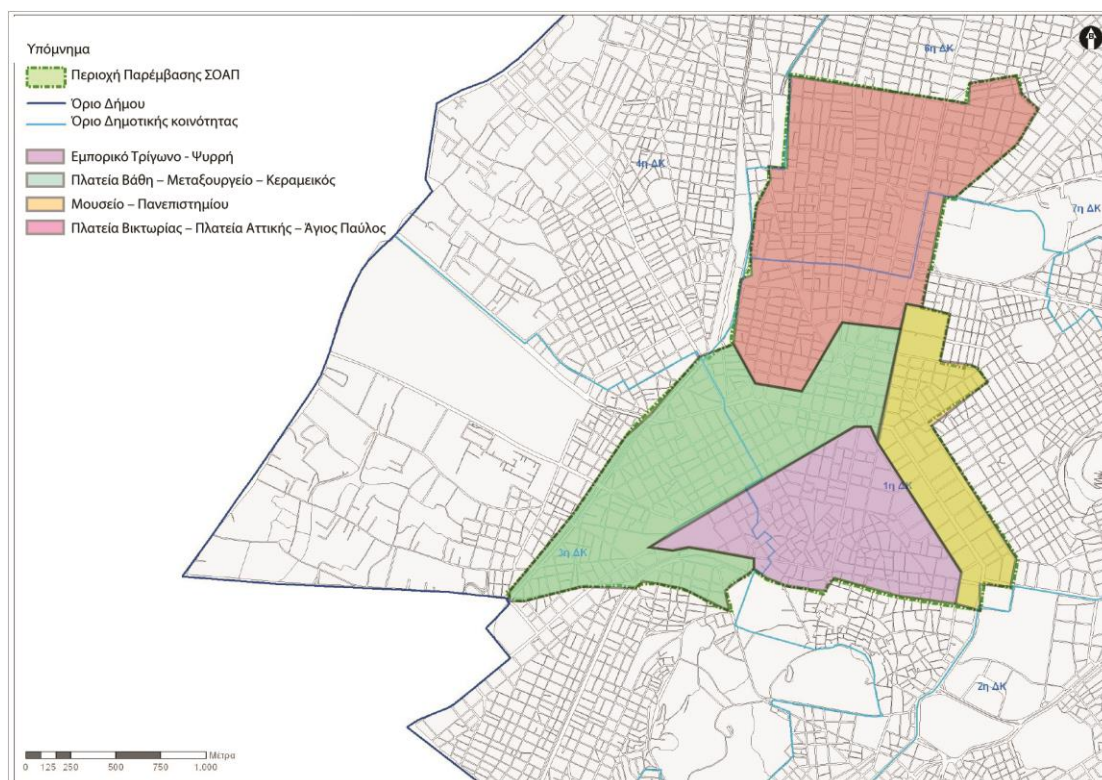 Υπόμνημα
Περιοχή Παρέμβασης ΣΟΑΠ
Όριο Δήμου
Όριο Δημοτικής κοινότητας
Εμπορικό Τρίγωνο - Ψυρρή
Πλατεία Βάθη – Μεταξουργείο – Κεραμεικός
Μουσείο – Πανεπιστημίου
Πλατεία Βικτωρίας – Πλατεία Αττικής – Άγιος Παύλος
6η ΔΚ
4η ΔΚ
7η ΔΚ
1η ΔΚ
3η ΔΚ
2η ΔΚ
Μέτρα
0 125 250 500 750 1,000